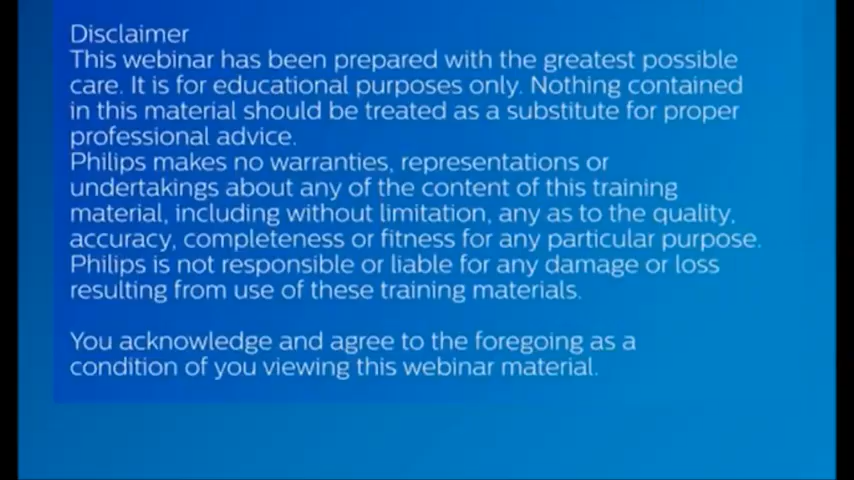 Disclaimer
This webinar has been prepared with the greatest possible
care. It is for educational purposes only. Nothing contained
in this material should be treated as a substitute for proper
professional advice.
Philips makes no warranties, representations or
undertakings about any of the content of this training
material, including without limitation, any as to the quality,
accuracy, completeness or fitness for any particular purpose.
Philips is not responsible or liable for any damage or loss
resulting from use of these training materials.
You acknowledge and agree to the foregoing as a
condition of you viewing this webinar material.